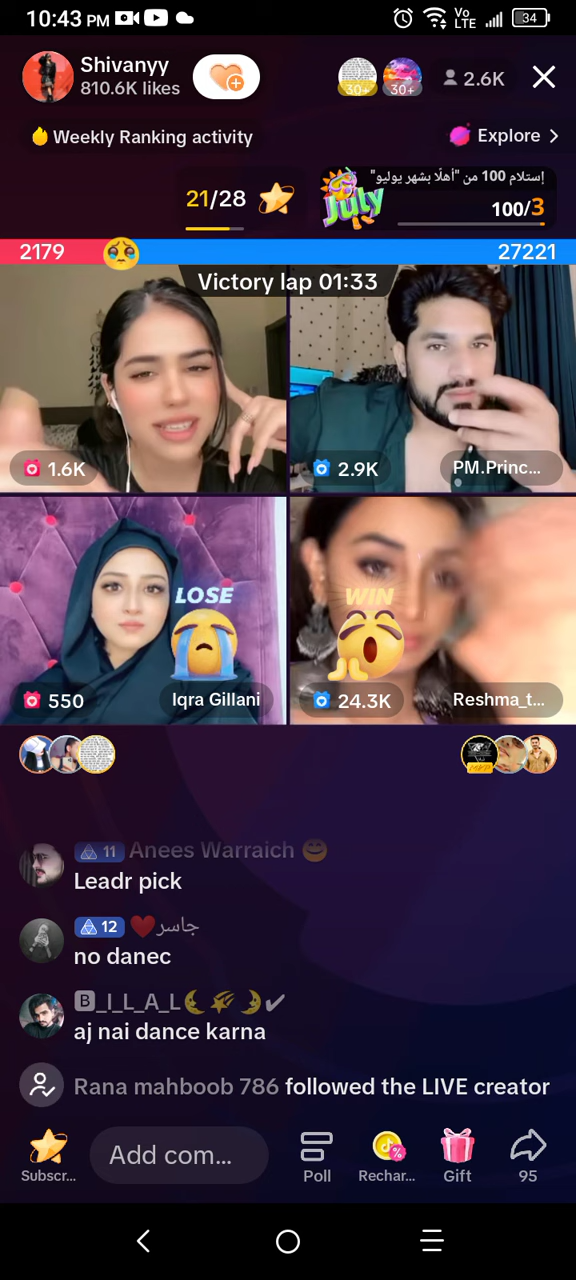 10:43 PM
Vo LTE
34
Shivanyy
810.6K likes
30+
30+
2.6K
Weekly Ranking activity
Explore >
21/28
July
إستلام 100 من "أهلًا بشهر يوليو"
100/3
2179
27221
Victory lap 01:33
1.6K
2.9K
PM.Princ...
LOSE
WIN
550
Iqra Gillani
24.3K
Reshma_t...
11 Anees Warraich 😊
Leadr pick
12 ❤️جاسر
no danec
🅱_I_L_A_L🌜🌠🌛✔
aj nai dance karna
Rana mahboob 786 followed the LIVE creator
Subscr...
Add com...
Poll
Rechar...
Gift
95